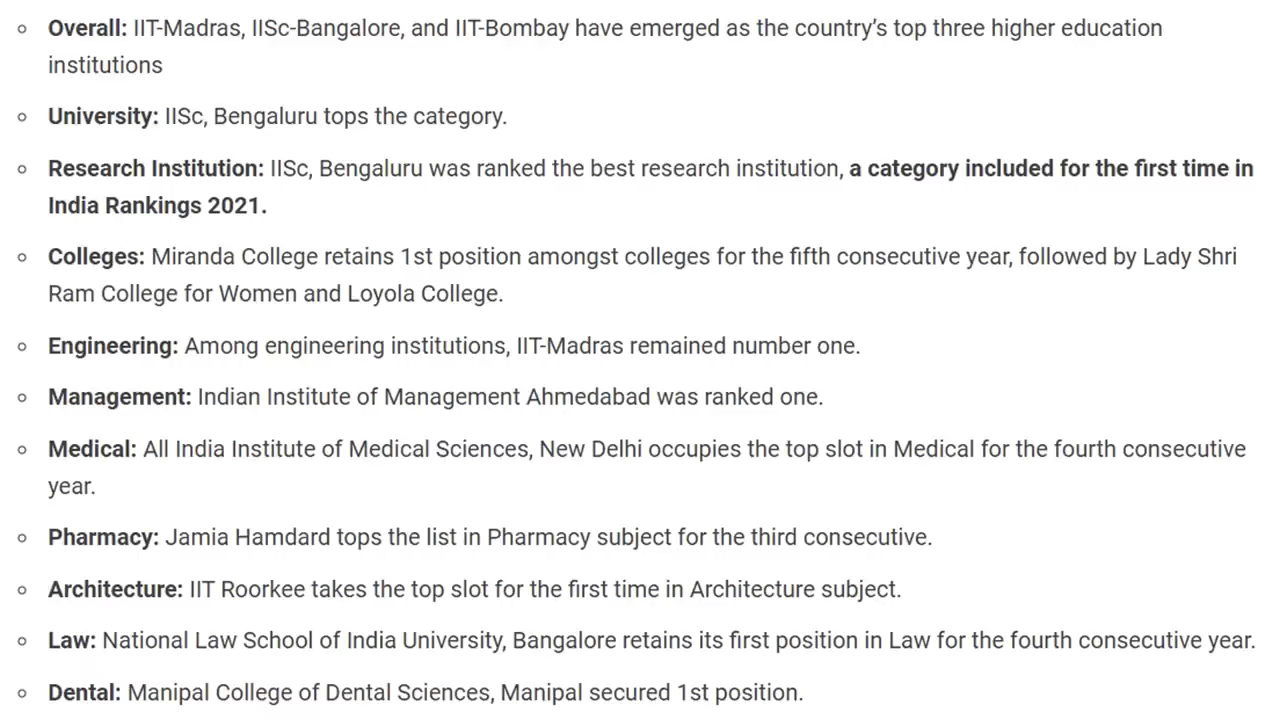 Overall: IIT-Madras, IISc-Bangalore, and IIT-Bombay have emerged as the country’s top three higher education
institutions
University: IISc, Bengaluru tops the category.
Research Institution: IISc, Bengaluru was ranked the best research institution, a category included for the first time in
India Rankings 2021.
Colleges: Miranda College retains 1st position amongst colleges for the fifth consecutive year, followed by Lady Shri
Ram College for Women and Loyola College.
Engineering: Among engineering institutions, IIT-Madras remained number one.
Management: Indian Institute of Management Ahmedabad was ranked one.
Medical: All India Institute of Medical Sciences, New Delhi occupies the top slot in Medical for the fourth consecutive
year.
Pharmacy: Jamia Hamdard tops the list in Pharmacy subject for the third consecutive.
Architecture: IIT Roorkee takes the top slot for the first time in Architecture subject.
Law: National Law School of India University, Bangalore retains its first position in Law for the fourth consecutive year.
Dental: Manipal College of Dental Sciences, Manipal secured 1st position.